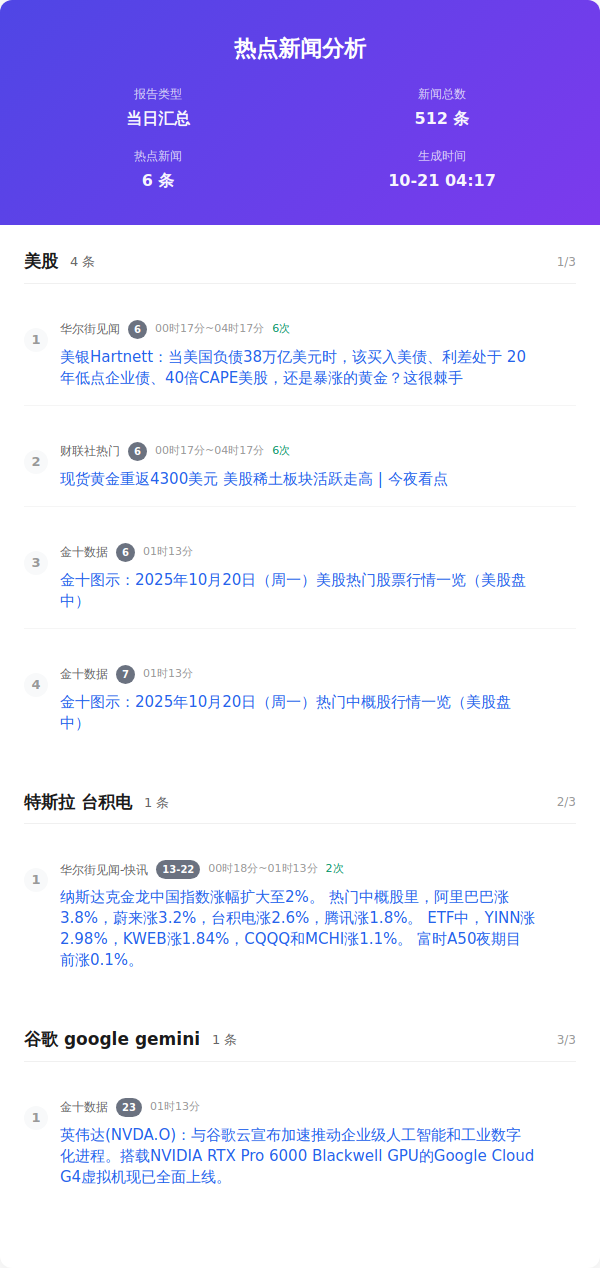 热点新闻分析
报告类型
当日汇总
新闻总数
512 条
热点新闻
6 条
生成时间
10-21 04:17
美股 4 条 1/3
1 华尔街见闻 6 00时17分~04时17分 6次
美银Hartnett：当美国负债38万亿美元时，该买入美债、利差处于 20
年低点企业债、40倍CAPE美股，还是暴涨的黄金？这很棘手
2 财联社热门 6 00时17分~04时17分 6次
现货黄金重返4300美元 美股稀土板块活跃走高 | 今夜看点
3 金十数据 6 01时13分
金十图示：2025年10月20日（周一）美股热门股票行情一览（美股盘
中）
4 金十数据 7 01时13分
金十图示：2025年10月20日（周一）热门中概股行情一览（美股盘
中）
特斯拉 台积电 1 条 2/3
1 华尔街见闻-快讯 13-22 00时18分~01时13分 2次
纳斯达克金龙中国指数涨幅扩大至2%。 热门中概股里，阿里巴巴涨
3.8%，蔚来涨3.2%，台积电涨2.6%，腾讯涨1.8%。 ETF中，YINN涨
2.98%，KWEB涨1.84%，CQQQ和MCHI涨1.1%。 富时A50夜期目
前涨0.1%。
谷歌 google gemini 1 条 3/3
1 金十数据 23 01时13分
英伟达(NVDA.O)：与谷歌云宣布加速推动企业级人工智能和工业数字
化进程。搭载NVIDIA RTX Pro 6000 Blackwell GPU的Google Cloud
G4虚拟机现已全面上线。